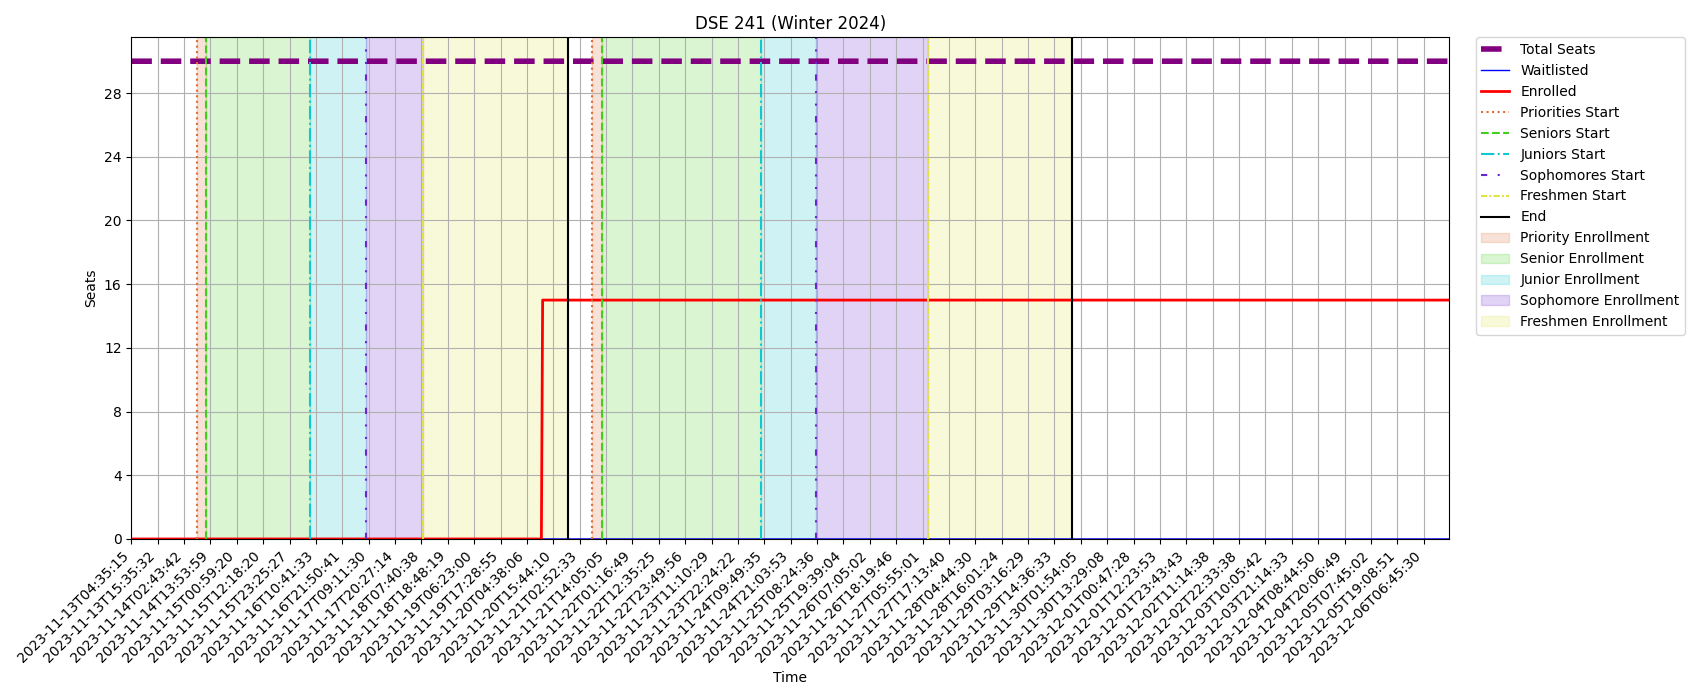 DSE 241 (Winter 2024)
Total Seats
Waitlisted
Enrolled
Priorities Start
Seniors Start
Juniors Start
Sophomores Start
Freshmen Start
End
Priority Enrollment
Senior Enrollment
Junior Enrollment
Sophomore Enrollment
Freshmen Enrollment
Seats
28
24
20
16
12
8
4
0
2023-11-13T04:35:15
2023-11-13T15:35:32
2023-11-14T02:43:42
2023-11-14T13:53:59
2023-11-15T00:59:20
2023-11-15T12:18:20
2023-11-15T23:25:27
2023-11-16T10:41:33
2023-11-16T21:50:41
2023-11-17T09:11:30
2023-11-17T20:27:14
2023-11-18T07:40:38
2023-11-18T18:48:19
2023-11-19T06:23:00
2023-11-19T17:28:55
2023-11-20T04:38:06
2023-11-20T15:44:10
2023-11-21T02:52:33
2023-11-21T14:05:05
2023-11-22T01:16:49
2023-11-22T12:35:25
2023-11-22T23:49:56
2023-11-23T11:10:29
2023-11-23T22:24:22
2023-11-24T09:49:35
2023-11-24T21:03:53
2023-11-25T08:24:36
2023-11-25T19:39:04
2023-11-26T07:05:02
2023-11-26T18:19:46
2023-11-27T05:55:01
2023-11-27T17:13:40
2023-11-28T04:44:30
2023-11-28T16:01:24
2023-11-29T03:16:29
2023-11-29T14:36:33
2023-11-30T01:54:05
2023-11-30T13:29:08
2023-12-01T00:47:28
2023-12-01T12:23:53
2023-12-01T23:43:43
2023-12-02T11:14:38
2023-12-02T22:33:38
2023-12-03T10:05:42
2023-12-03T21:14:33
2023-12-04T08:44:50
2023-12-04T20:06:49
2023-12-05T07:45:02
2023-12-05T19:08:51
2023-12-06T06:45:30
Time